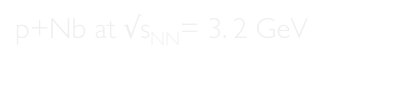 p+Nb at √sNN= 3.2 GeV